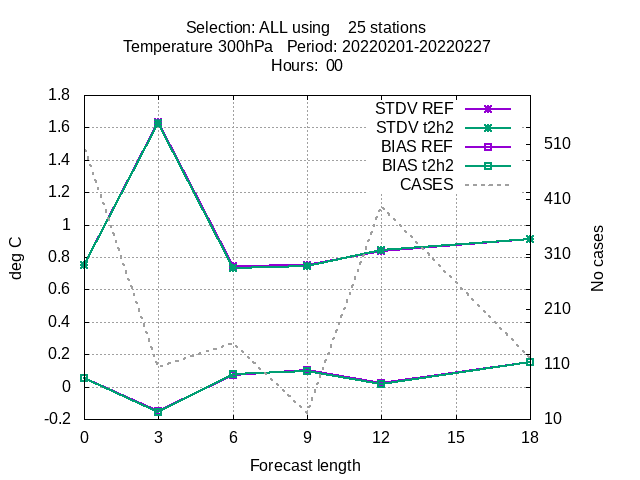 Selection: ALL using    25 stations
Temperature 300hPa   Period: 20220201-20220227
Hours:  00
STDV REF
STDV t2h2
BIAS REF
BIAS t2h2
CASES
1.8
1.6
1.4
1.2
1
0.8
0.6
0.4
0.2
0
-0.2
deg C
510
410
310
210
110
10
No cases
0 3 6 9 12 15 18
Forecast length